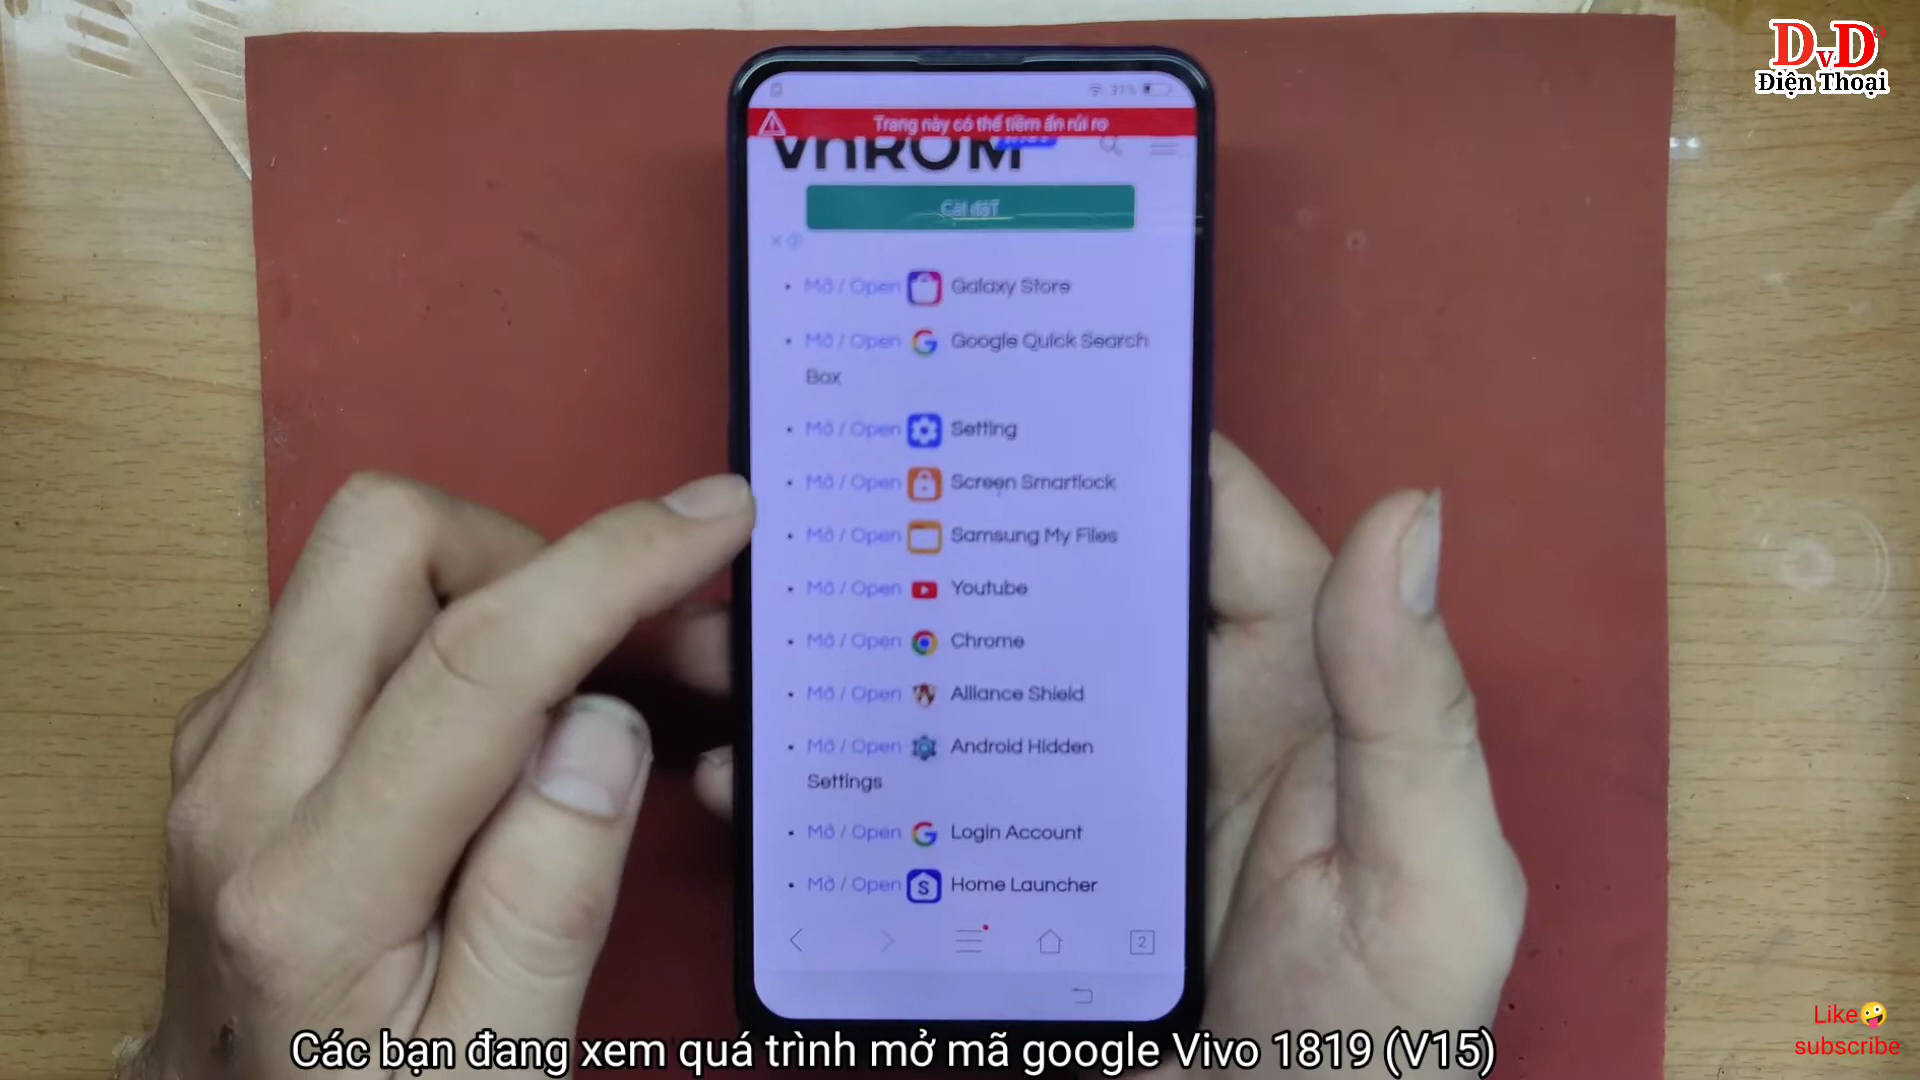 DvD
Điện Thoại
31%
Trang này có thể tiềm ẩn rủi ro
vnROM
Cài đặt
Mở / Open Galaxy Store
Mở / Open Google Quick Search
Box
Mở / Open Setting
Mở / Open Screen Smartlock
Mở / Open Samsung My Files
Mở / Open Youtube
Mở / Open Chrome
Mở / Open Alliance Shield
Mở / Open Android Hidden
Settings
Mở / Open Login Account
Mở / Open Home Launcher
2
Các bạn đang xem quá trình mở mã google Vivo 1819 (V15)
Like🤪
subscribe